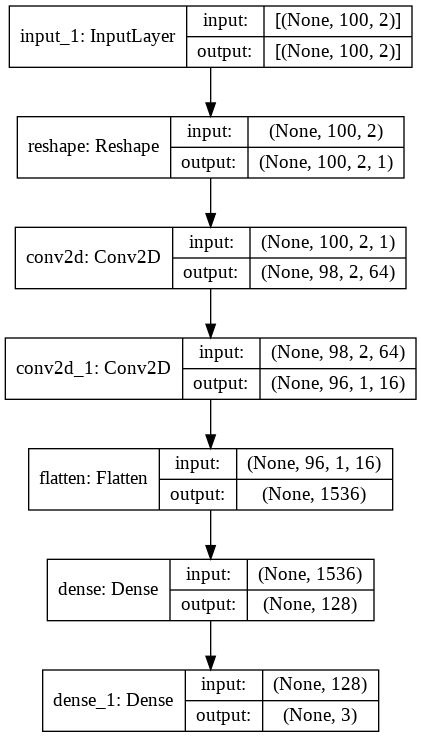 input_1: InputLayer
input: [(None, 100, 2)]
output: [(None, 100, 2)]
reshape: Reshape
input: (None, 100, 2)
output: (None, 100, 2, 1)
conv2d: Conv2D
input: (None, 100, 2, 1)
output: (None, 98, 2, 64)
conv2d_1: Conv2D
input: (None, 98, 2, 64)
output: (None, 96, 1, 16)
flatten: Flatten
input: (None, 96, 1, 16)
output: (None, 1536)
dense: Dense
input: (None, 1536)
output: (None, 128)
dense_1: Dense
input: (None, 128)
output: (None, 3)